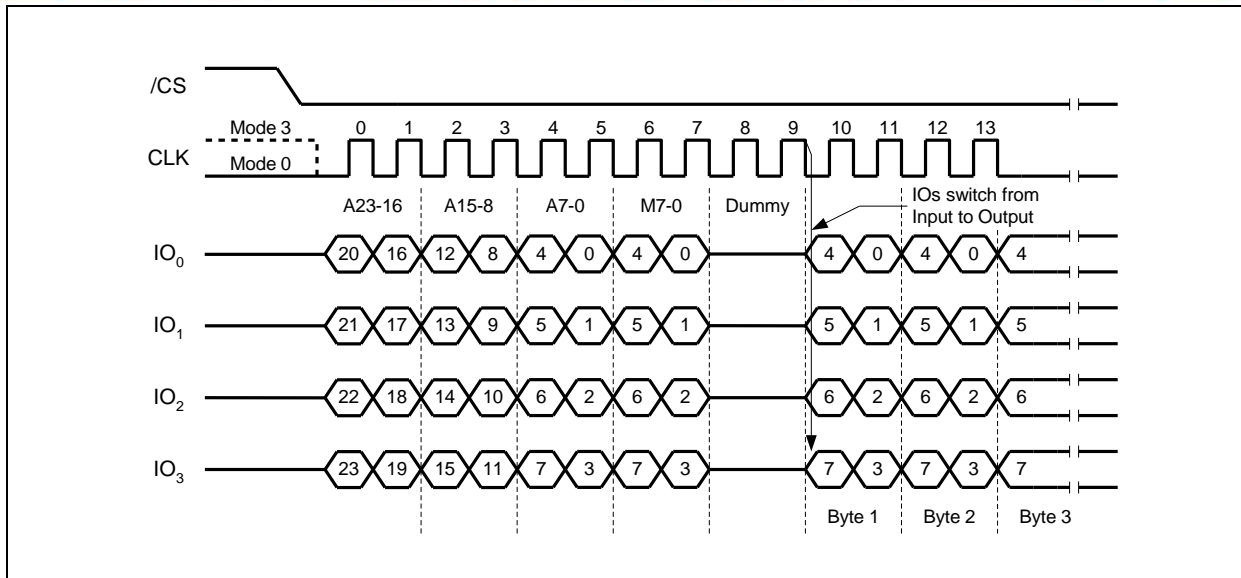 /CS
Mode 3 0 1 2 3 4 5 6 7 8 9 10 11 12 13
CLK
Mode 0
A23-16 A15-8 A7-0 M7-0 Dummy
IOs switch from
Input to Output
IO0 20 16 12 8 4 0 4 0 4 0 4 0 4
IO1 21 17 13 9 5 1 5 1 5 1 5 1 5
IO2 22 18 14 10 6 2 6 2 6 2 6 2 6
IO3 23 19 15 11 7 3 7 3 7 3 7 3 7
Byte 1 Byte 2 Byte 3